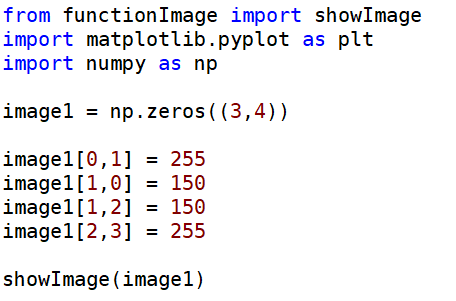 from functionImage import showImage
import matplotlib.pyplot as plt
import numpy as np
image1 = np.zeros((3,4))
image1[0,1] = 255
image1[1,0] = 150
image1[1,2] = 150
image1[2,3] = 255
showImage(image1)